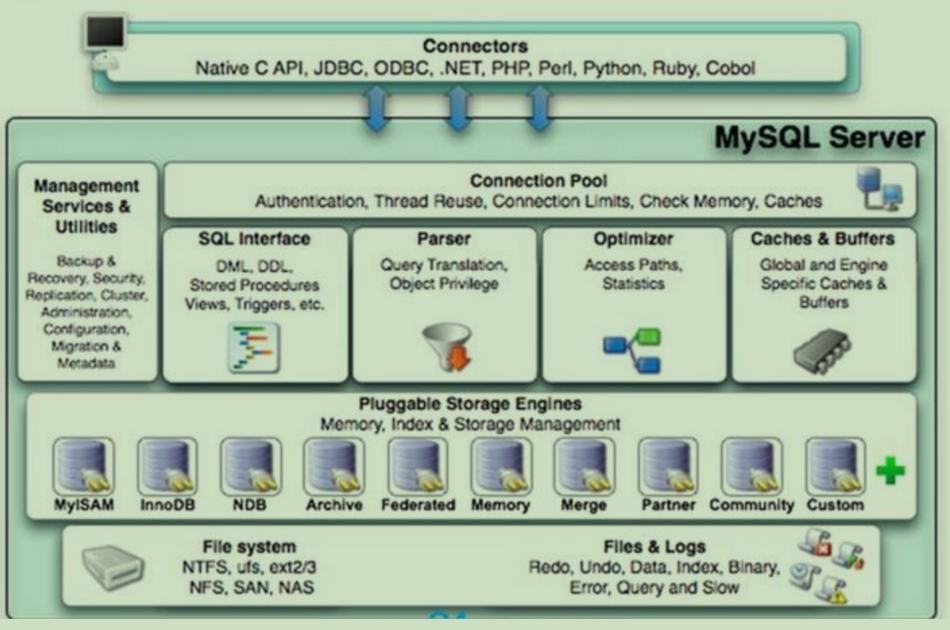 Connectors
Native C API, JDBC, ODBC, .NET, PHP, Perl, Python, Ruby, Cobol
MySQL Server
Management
Services &
Utilities
Backup &
Recovery, Security,
Replication, Cluster,
Administration,
Configuration,
Migration &
Metadata
Connection Pool
Authentication, Thread Reuse, Connection Limits, Check Memory, Caches
SQL Interface
DML, DDL,
Stored Procedures
Views, Triggers, etc.
Parser
Query Translation,
Object Privilege
Optimizer
Access Paths,
Statistics
Caches & Buffers
Global and Engine
Specific Caches &
Buffers
Pluggable Storage Engines
Memory, Index & Storage Management
MyISAM
InnoDB
NDB
Archive
Federated
Memory
Merge
Partner
Community
Custom
File system
NTFS, ufs, ext2/3
NFS, SAN, NAS
Files & Logs
Redo, Undo, Data, Index, Binary,
Error, Query and Slow